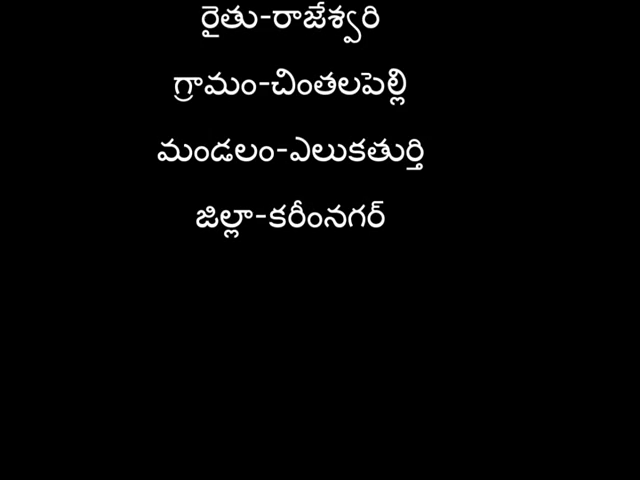 రైతు-రాజేశ్వరి
గ్రామం-చింతలపెల్లి
మండలం-ఎలుకతుర్తి
జిల్లా-కరీంనగర్